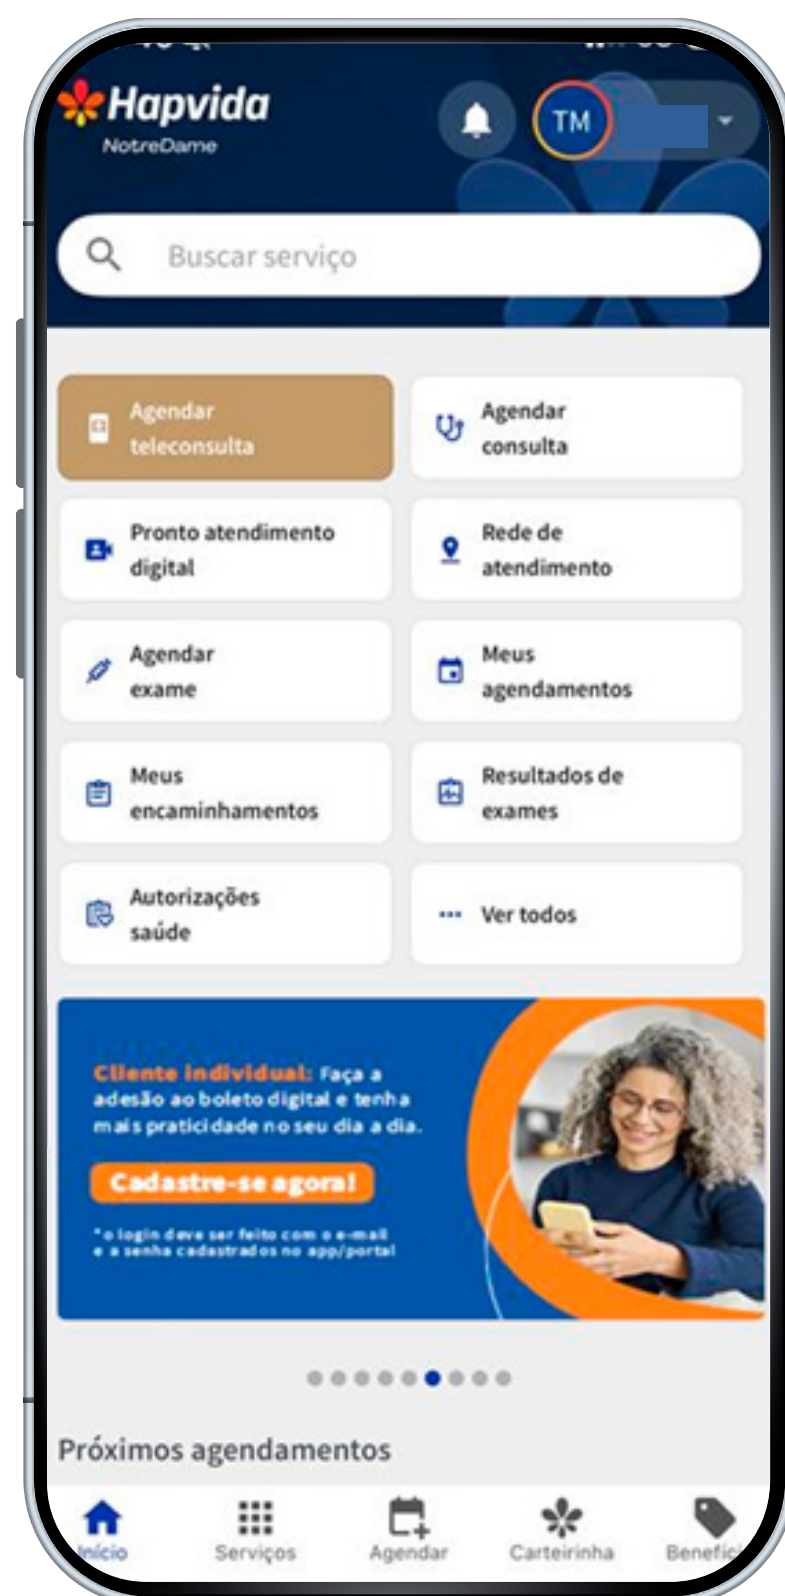 Hapvida
NotreDame
TM
Buscar serviço
Agendar
teleconsulta
Agendar
consulta
Pronto atendimento
digital
Rede de
atendimento
Agendar
exame
Meus
agendamentos
Meus
encaminhamentos
Resultados de
exames
Autorizações
saúde
Ver todos
Cliente individual: Faça a
adesão ao boleto digital e tenha
mais praticidade no seu dia a dia.
Cadastre-se agora!
*o login deve ser feito com o e-mail
e a senha cadastrados no app/portal
Próximos agendamentos
Início
Serviços
Agendar
Carteirinha
Benefíc